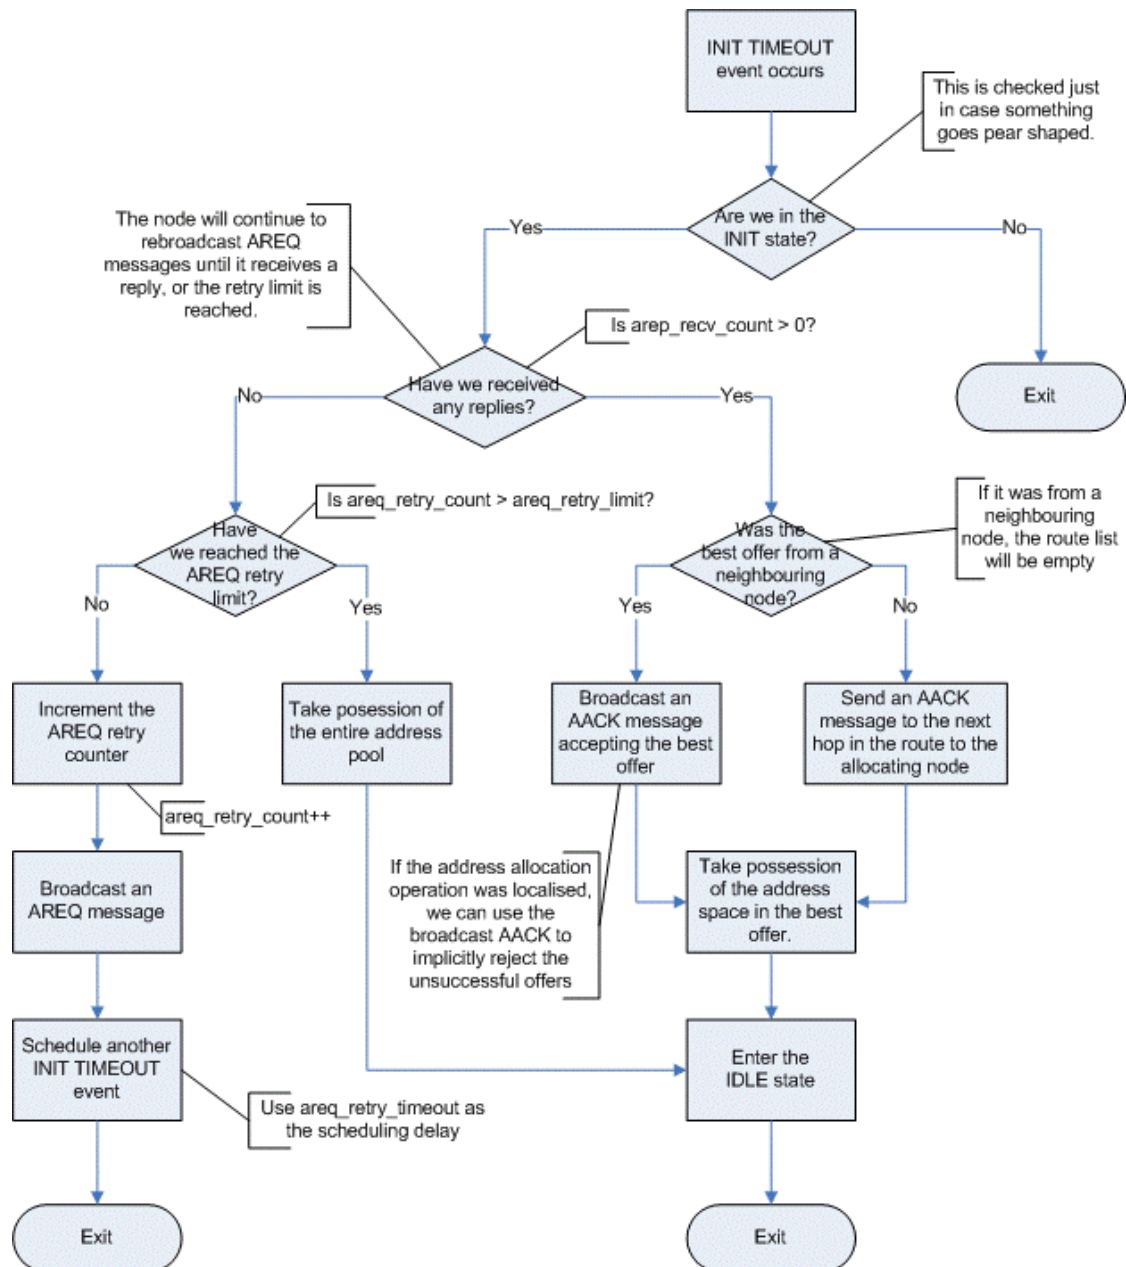 INIT TIMEOUT
event occurs
This is checked just
in case something
goes pear shaped.
Are we in the
INIT state?
Yes
No
The node will continue to
rebroadcast AREQ
messages until it receives a
reply, or the retry limit is
reached.
Is arep_recv_count > 0?
Have we received
any replies?
Exit
No
Yes
Is areq_retry_count > areq_retry_limit?
If it was from a
neighbouring
node, the route list
will be empty
Have
we reached the
AREQ retry
limit?
Was the
best offer from a
neighbouring
node?
No
Yes
Yes
No
Increment the
AREQ retry
counter
Take posession of
the entire address
pool
Broadcast an
AACK message
accepting the best
offer
Send an AACK
message to the next
hop in the route to the
allocating node
areq_retry_count++
Broadcast an
AREQ message
If the address allocation
operation was localised,
we can use the
broadcast AACK to
implicitly reject the
unsuccessful offers
Take possession
of the address
space in the best
offer.
Schedule another
INIT TIMEOUT
event
Enter the
IDLE state
Use areq_retry_timeout as
the scheduling delay
Exit
Exit